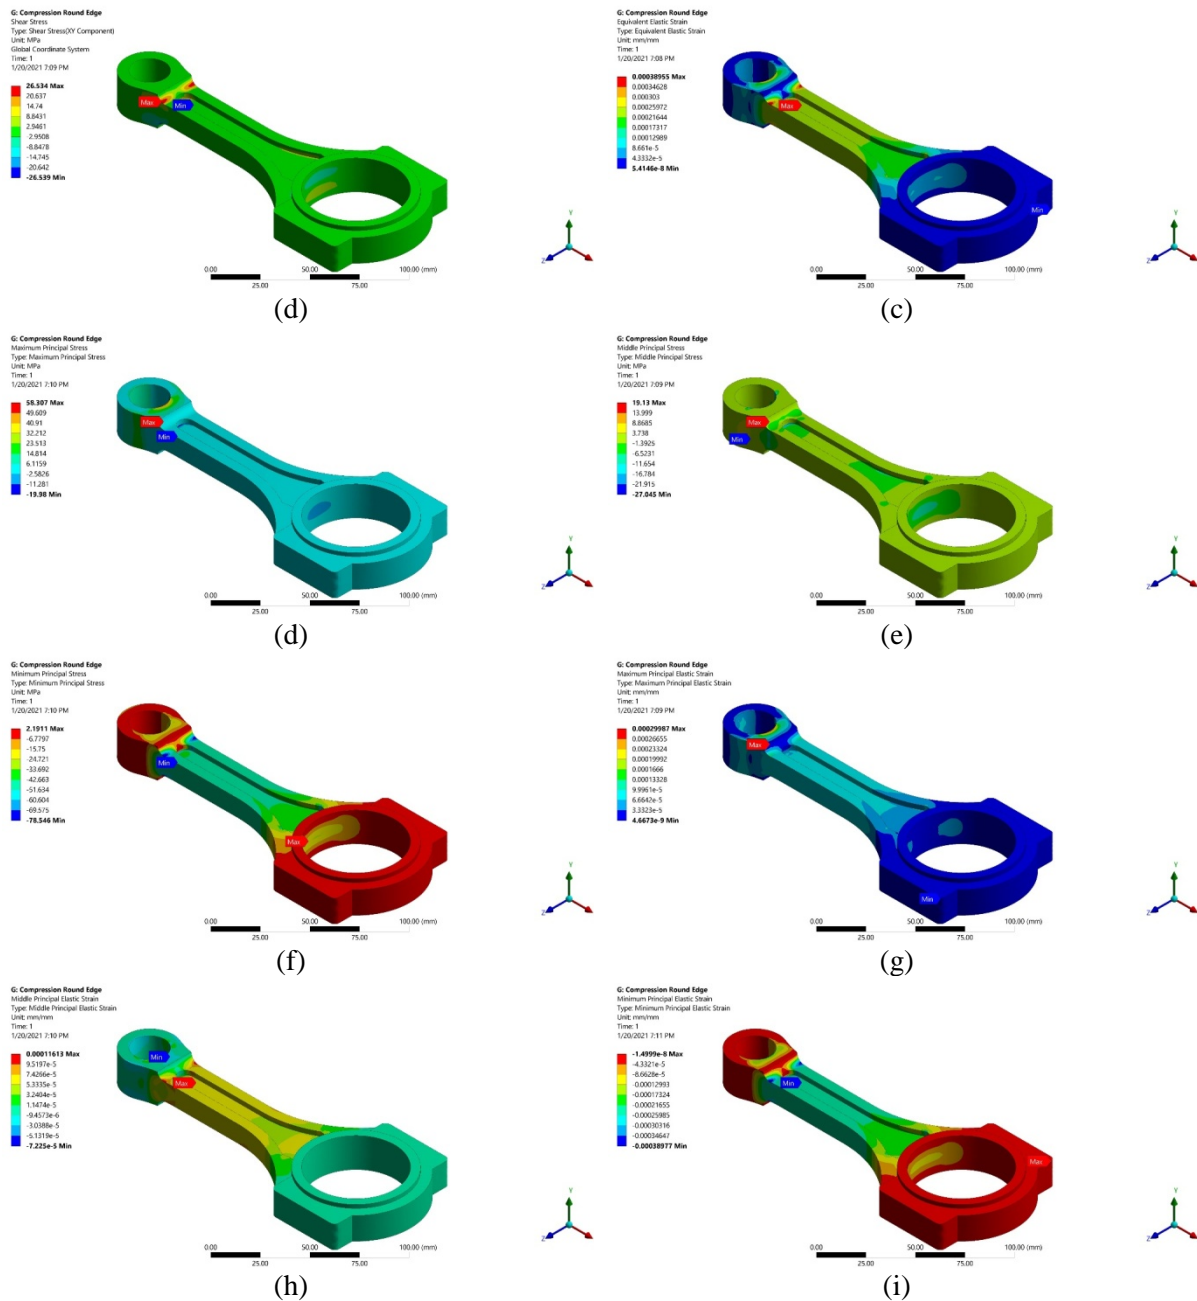 G: Compression Round Edge
Shear Stress
Type: Shear Stress(XY Component)
Unit: MPa
Global Coordinate System
Time: 1
1/20/2021 7:09 PM
26.534 Max
20.637
14.74
8.8431
2.9461
-2.9508
-8.8478
-14.745
-20.642
-26.539 Min
Max
Min
Y
Z
0.00
50.00
100.00 (mm)
25.00
75.00
(d)
G: Compression Round Edge
Equivalent Elastic Strain
Type: Equivalent Elastic Strain
Unit: mm/mm
Time: 1
1/20/2021 7:08 PM
0.00038955 Max
0.00034628
0.000303
0.00025972
0.00021644
0.00017317
0.00012989
8.661e-5
4.3332e-5
5.4146e-8 Min
Max
Min
Y
Z
0.00
50.00
100.00 (mm)
25.00
75.00
(c)
G: Compression Round Edge
Maximum Principal Stress
Type: Maximum Principal Stress
Unit: MPa
Time: 1
1/20/2021 7:10 PM
58.307 Max
49.609
40.91
32.212
23.513
14.814
6.1159
-2.5826
-11.281
-19.98 Min
Max
Min
Y
Z
0.00
50.00
100.00 (mm)
25.00
75.00
(d)
G: Compression Round Edge
Middle Principal Stress
Type: Middle Principal Stress
Unit: MPa
Time: 1
1/20/2021 7:09 PM
19.13 Max
13.999
8.8685
3.738
-1.3925
-6.5231
-11.654
-16.784
-21.915
-27.045 Min
Max
Min
Y
Z
0.00
50.00
100.00 (mm)
25.00
75.00
(e)
G: Compression Round Edge
Minimum Principal Stress
Type: Minimum Principal Stress
Unit: MPa
Time: 1
1/20/2021 7:10 PM
2.1911 Max
-6.7797
-15.75
-24.721
-33.692
-42.663
-51.634
-60.604
-69.575
-78.546 Min
Min
Max
Y
Z
0.00
50.00
100.00 (mm)
25.00
75.00
(f)
G: Compression Round Edge
Maximum Principal Elastic Strain
Type: Maximum Principal Elastic Strain
Unit: mm/mm
Time: 1
1/20/2021 7:09 PM
0.00029987 Max
0.00026655
0.00023324
0.00019992
0.0001666
0.00013328
9.9961e-5
6.6642e-5
3.3323e-5
4.6673e-9 Min
Max
Min
Y
Z
0.00
50.00
100.00 (mm)
25.00
75.00
(g)
G: Compression Round Edge
Middle Principal Elastic Strain
Type: Middle Principal Elastic Strain
Unit: mm/mm
Time: 1
1/20/2021 7:10 PM
0.00011613 Max
9.5197e-5
7.4266e-5
5.3335e-5
3.2404e-5
1.1474e-5
-9.4573e-6
-3.0388e-5
-5.1319e-5
-7.225e-5 Min
Min
Max
Y
Z
0.00
50.00
100.00 (mm)
25.00
75.00
(h)
G: Compression Round Edge
Minimum Principal Elastic Strain
Type: Minimum Principal Elastic Strain
Unit: mm/mm
Time: 1
1/20/2021 7:11 PM
-1.4999e-8 Max
-4.3321e-5
-8.6628e-5
-0.00012993
-0.00017324
-0.00021655
-0.00025985
-0.00030316
-0.00034647
-0.00038977 Min
Min
Max
Y
Z
0.00
50.00
100.00 (mm)
25.00
75.00
(i)